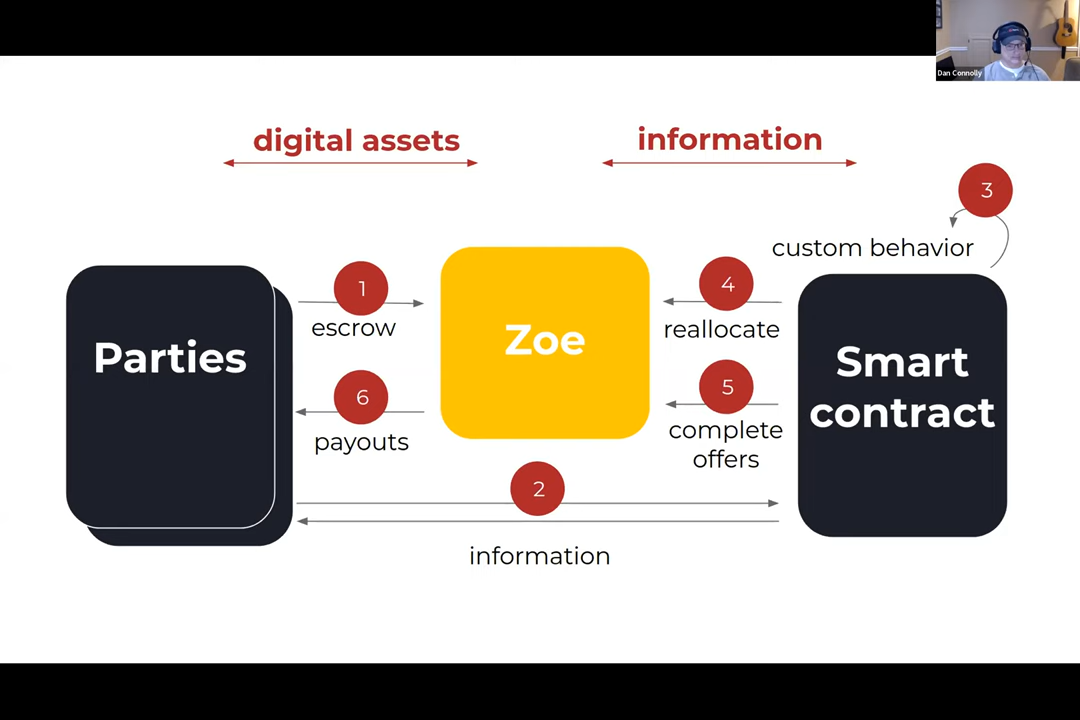 Dan Connolly
digital assets
information
3
custom behavior
1
escrow
4
reallocate
Parties
Zoe
Smart
contract
6
payouts
5
complete
offers
2
information